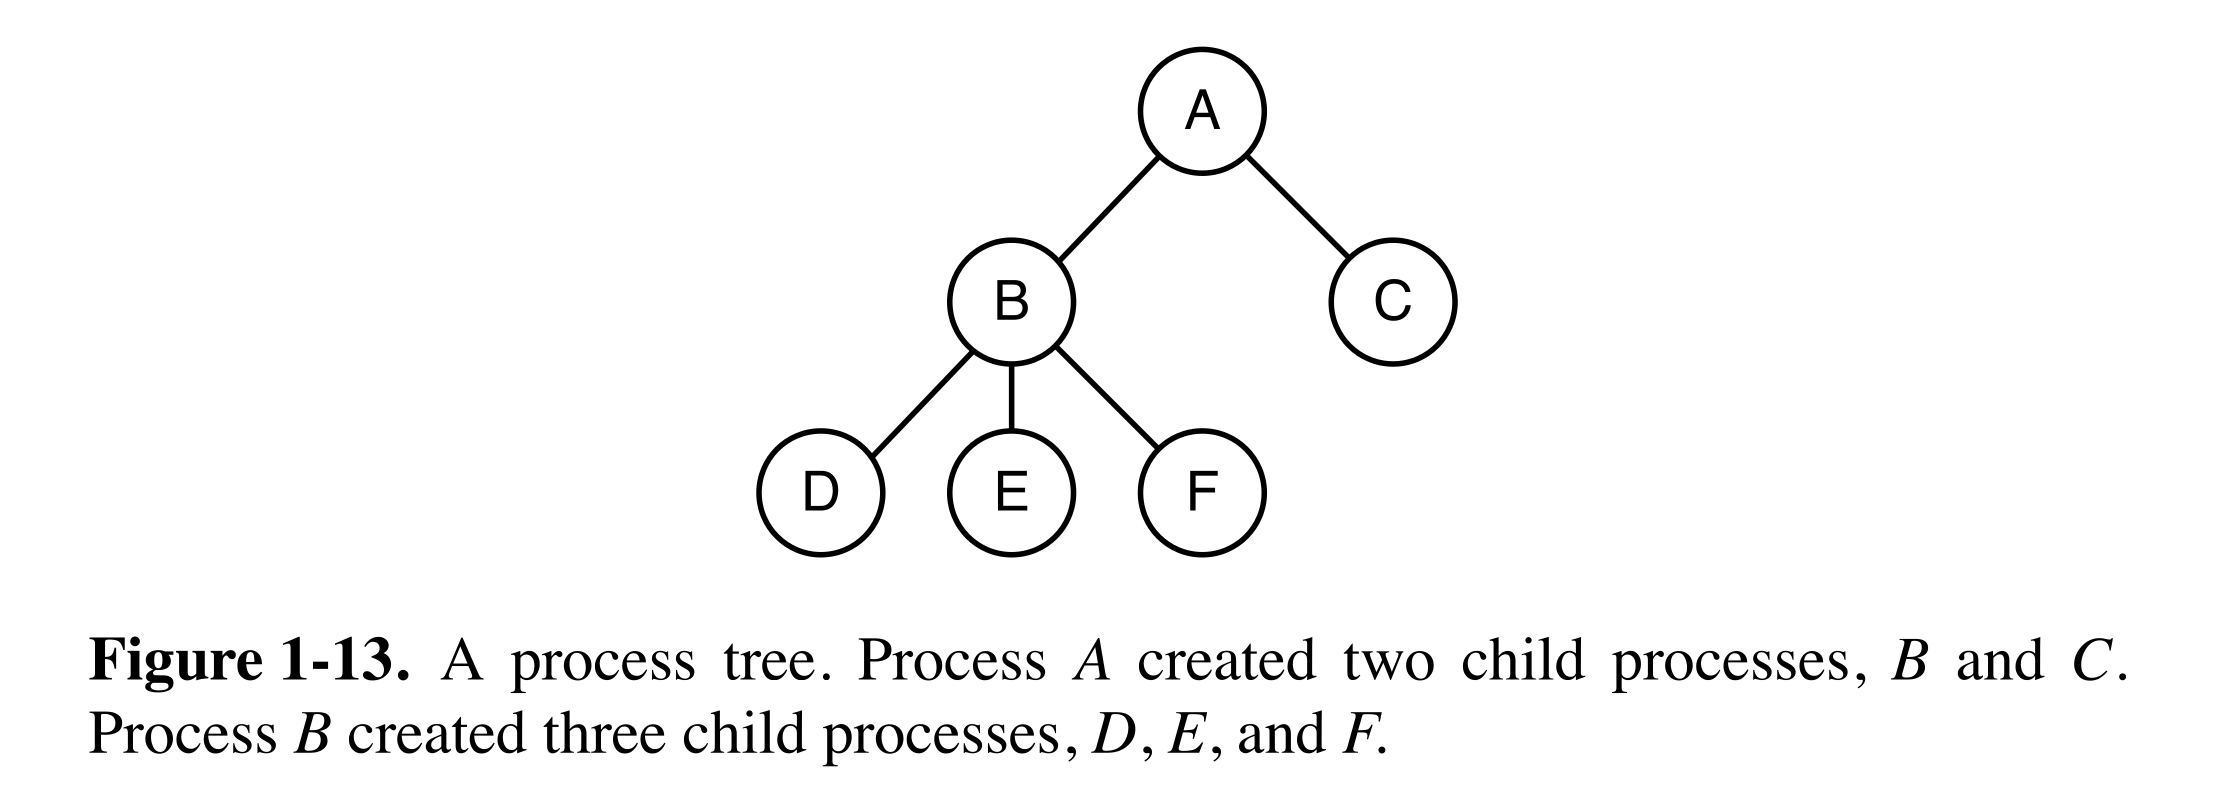 A
B
C
D
E
F
Figure 1-13. A process tree. Process A created two child processes, B and C.
Process B created three child processes, D, E, and F.